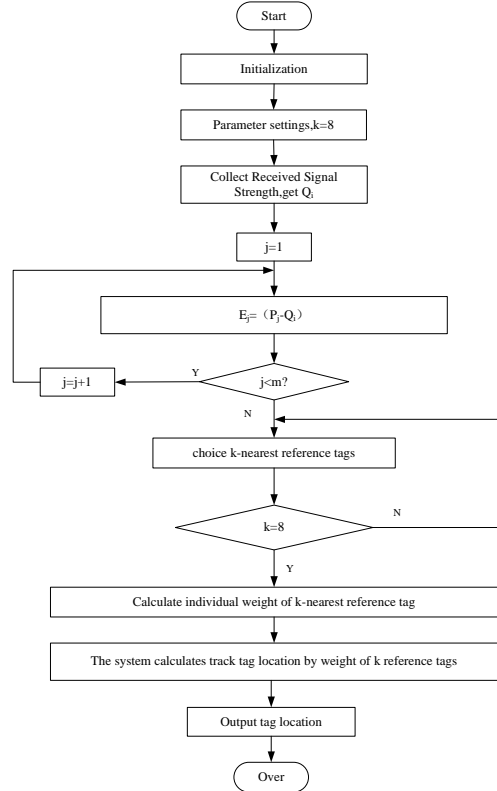 Start
Initialization
Parameter settings,k=8
Collect Received Signal
Strength,get Qi
j=1
Ej=（Pj-Qi）
j=j+1
Y
j<m?
N
choice k-nearest reference tags
k=8
N
Y
Calculate individual weight of k-nearest reference tag
The system calculates track tag location by weight of k reference tags
Output tag location
Over